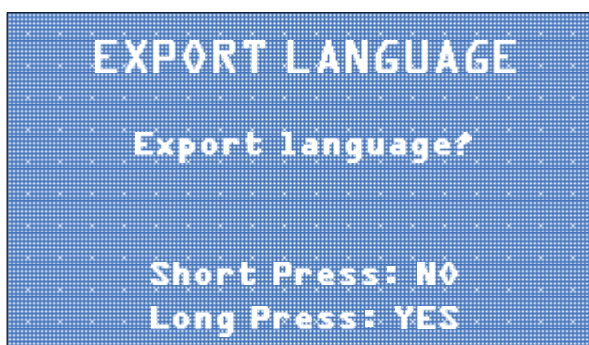 EXPORT LANGUAGE
Export language?
Short Press: NO
Long Press: YES